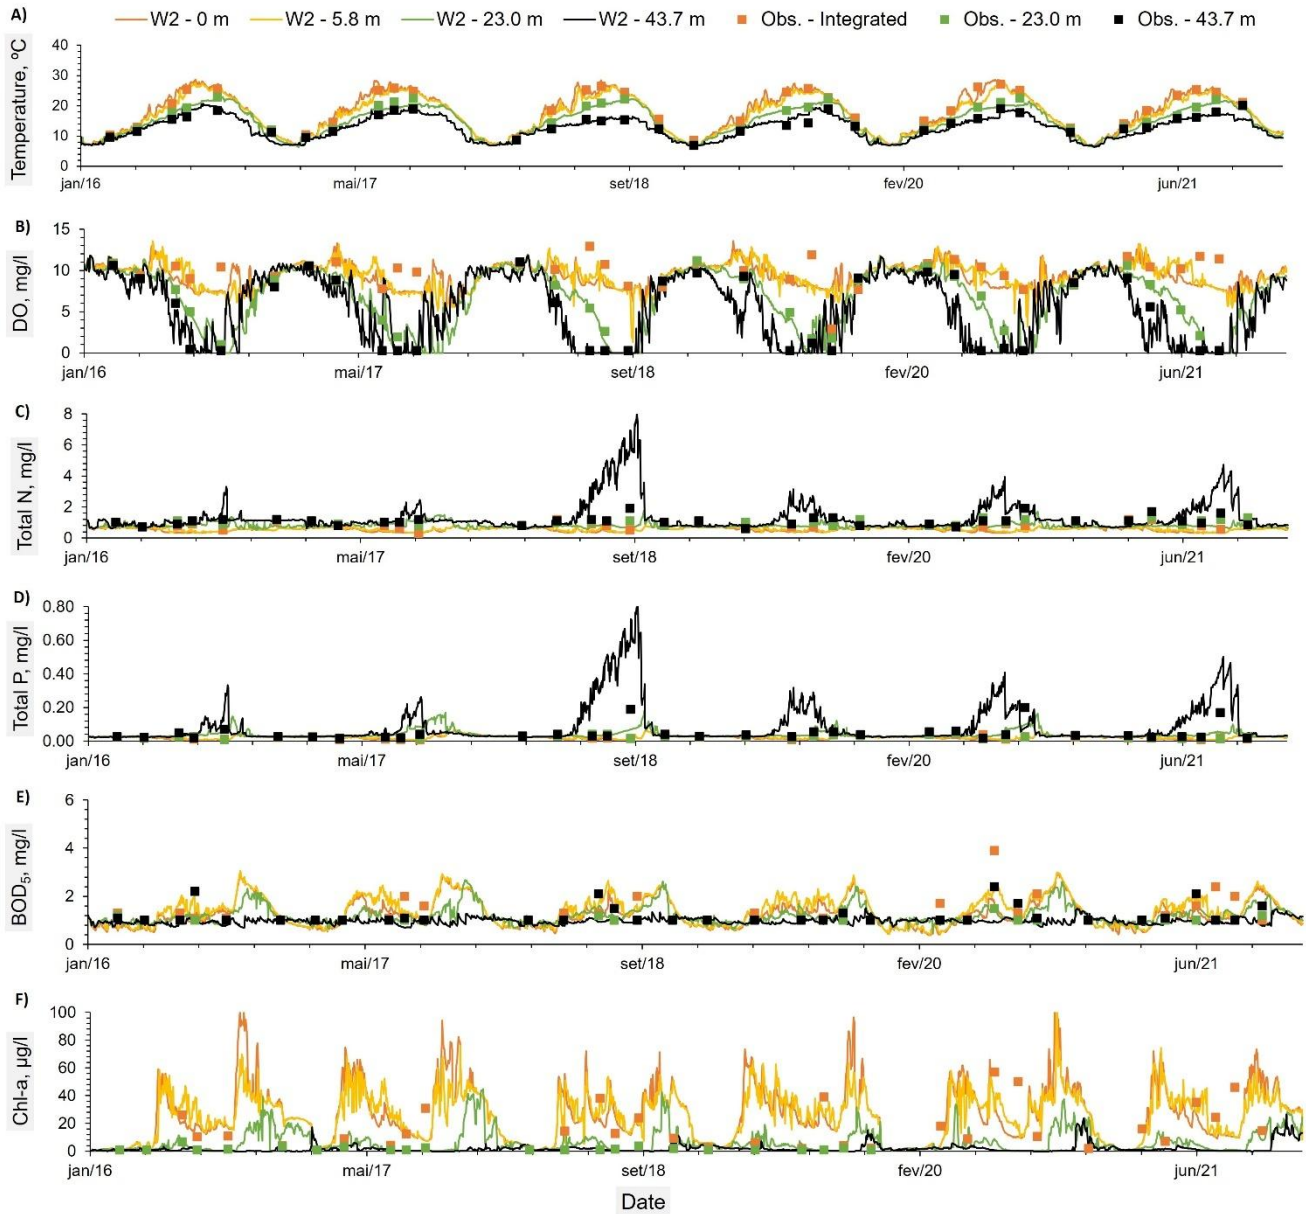 A) W2 - 0 m W2 - 5.8 m W2 - 23.0 m W2 - 43.7 m Obs. - Integrated Obs. - 23.0 m Obs. - 43.7 m
Temperature, ºC
40
30
20
10
0
jan/16 mai/17 set/18 fev/20 jun/21
B)
DO, mg/l
15
10
5
0
jan/16 mai/17 set/18 fev/20 jun/21
C)
Total N, mg/l
8
6
4
2
0
jan/16 mai/17 set/18 fev/20 jun/21
D)
Total P, mg/l
0.80
0.60
0.40
0.20
0.00
jan/16 mai/17 set/18 fev/20 jun/21
E)
BOD5, mg/l
6
4
2
0
jan/16 mai/17 set/18 fev/20 jun/21
F)
Chl-a, µg/l
100
80
60
40
20
0
jan/16 mai/17 set/18 fev/20 jun/21
Date